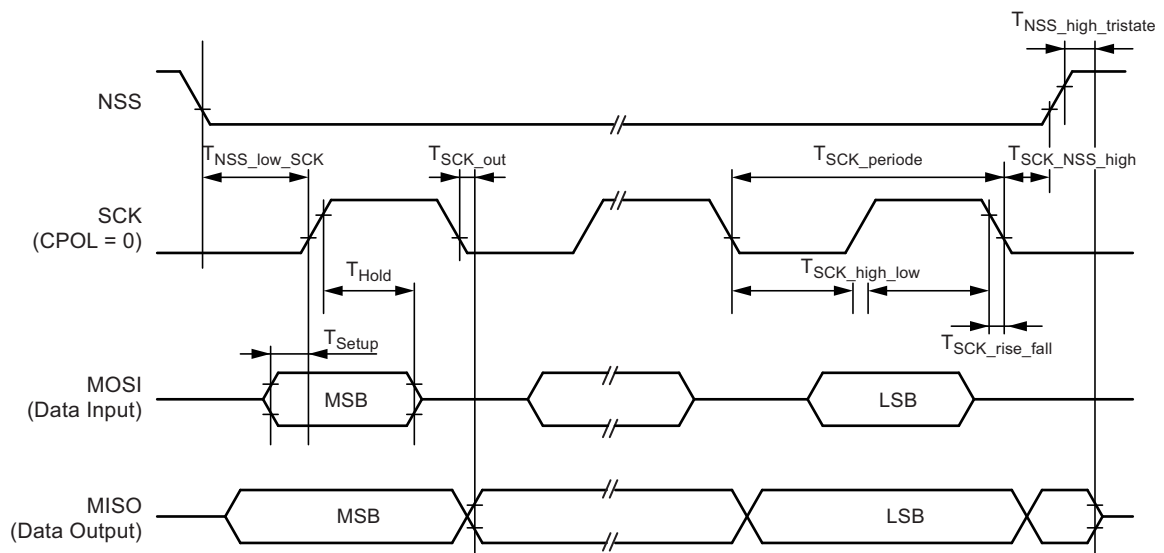 T_NSS_high_tristate
NSS
T_NSS_low_SCK
T_SCK_out
T_SCK_periode
T_SCK_NSS_high
SCK
(CPOL = 0)
T_Hold
T_SCK_high_low
T_Setup
T_SCK_rise_fall
MOSI
(Data Input)
MSB
LSB
MISO
(Data Output)
MSB
LSB